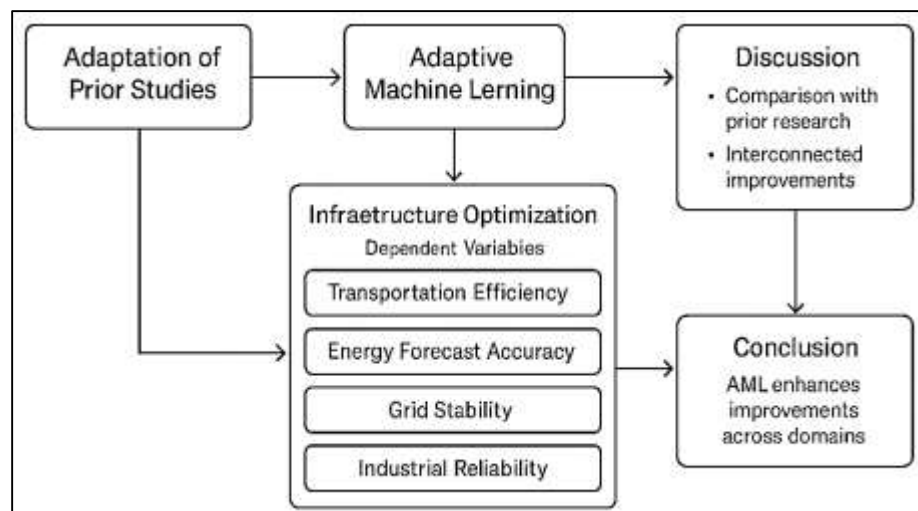 Adaptation of
Prior Studies
Adaptive
Machine Lerning
Discussion
• Comparison with
prior research
• Interconnected
improvements
Infraetructure Optimization
Dependent Variables
Transportation Efficiency
Energy Forecast Accuracy
Grid Stability
Industrial Reliability
Conclusion
AML enhances
improvements
across domains